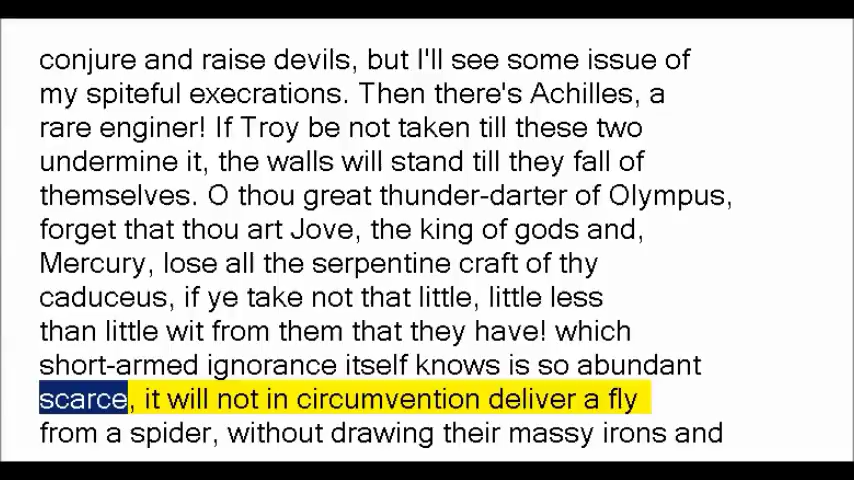 conjure and raise devils, but I'll see some issue of
my spiteful execrations. Then there's Achilles, a
rare enginer! If Troy be not taken till these two
undermine it, the walls will stand till they fall of
themselves. O thou great thunder-darter of Olympus,
forget that thou art Jove, the king of gods and,
Mercury, lose all the serpentine craft of thy
caduceus, if ye take not that little, little less
than little wit from them that they have! which
short-armed ignorance itself knows is so abundant
scarce, it will not in circumvention deliver a fly
from a spider, without drawing their massy irons and